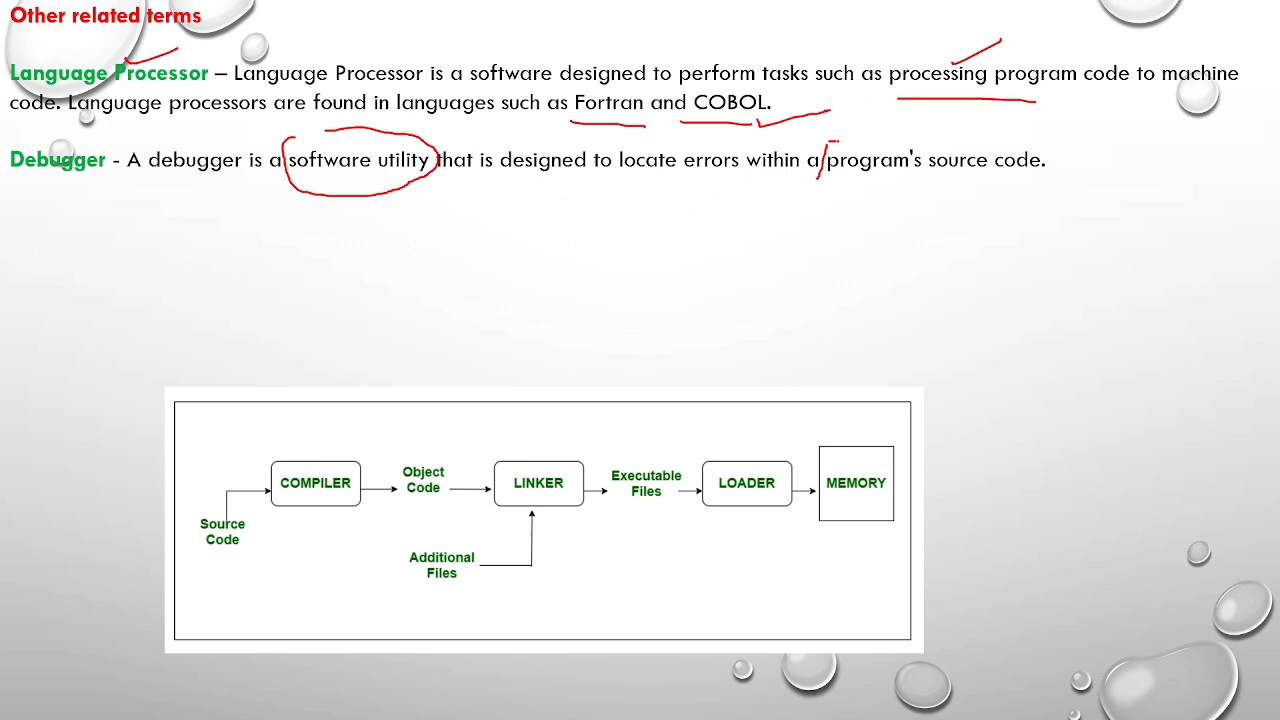 Other related terms
Language Processor – Language Processor is a software designed to perform tasks such as processing program code to machine
code. Language processors are found in languages such as Fortran and COBOL.
Debugger - A debugger is a software utility that is designed to locate errors within a program's source code.
COMPILER
Object
Code
LINKER
Executable
Files
LOADER
MEMORY
Source
Code
Additional
Files